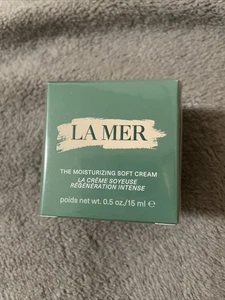 LA MER
THE MOISTURIZING SOFT CREAM
LA CRÈME SOYEUSE
RÉGÉNÉRATION INTENSE
poids net wt. 0.5 oz./15 ml ℮